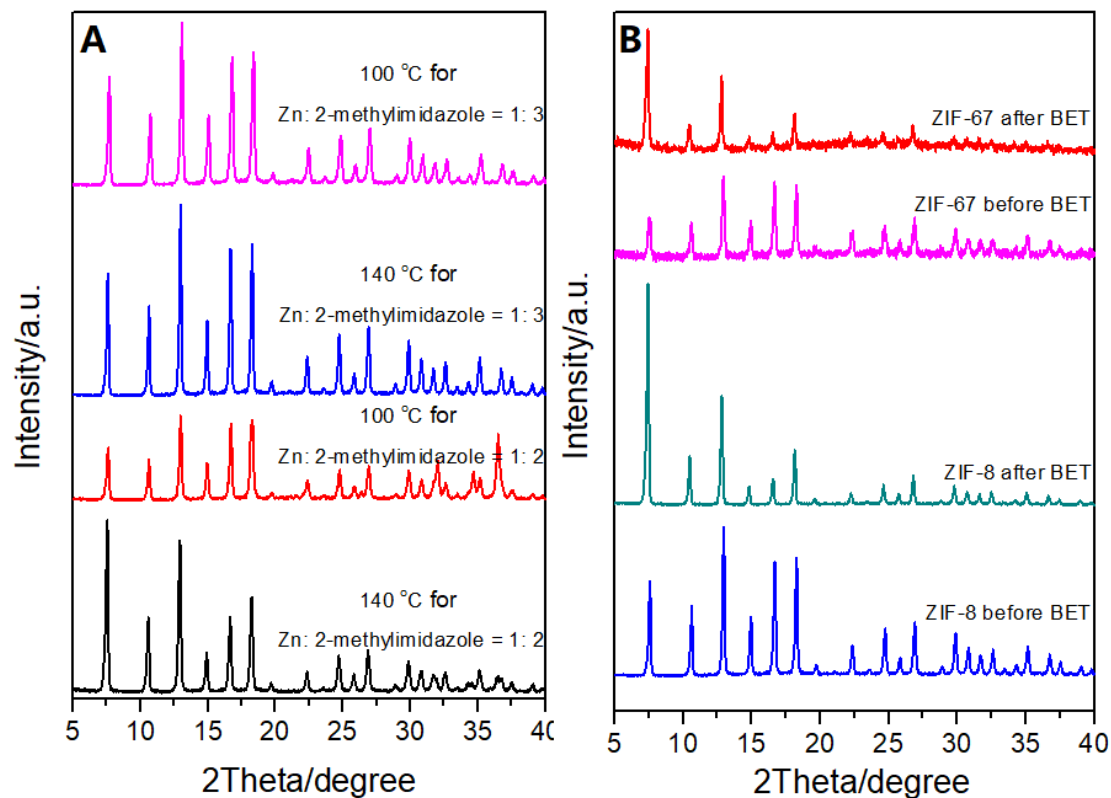 A
100 °C for
Zn: 2-methylimidazole = 1: 3
140 °C for
Zn: 2-methylimidazole = 1: 3
100 °C for
Zn: 2-methylimidazole = 1: 2
140 °C for
Zn: 2-methylimidazole = 1: 2
Intensity/a.u.
5 10 15 20 25 30 35 40
2Theta/degree
B
ZIF-67 after BET
ZIF-67 before BET
ZIF-8 after BET
ZIF-8 before BET
Intensity/a.u.
5 10 15 20 25 30 35 40
2Theta/degree